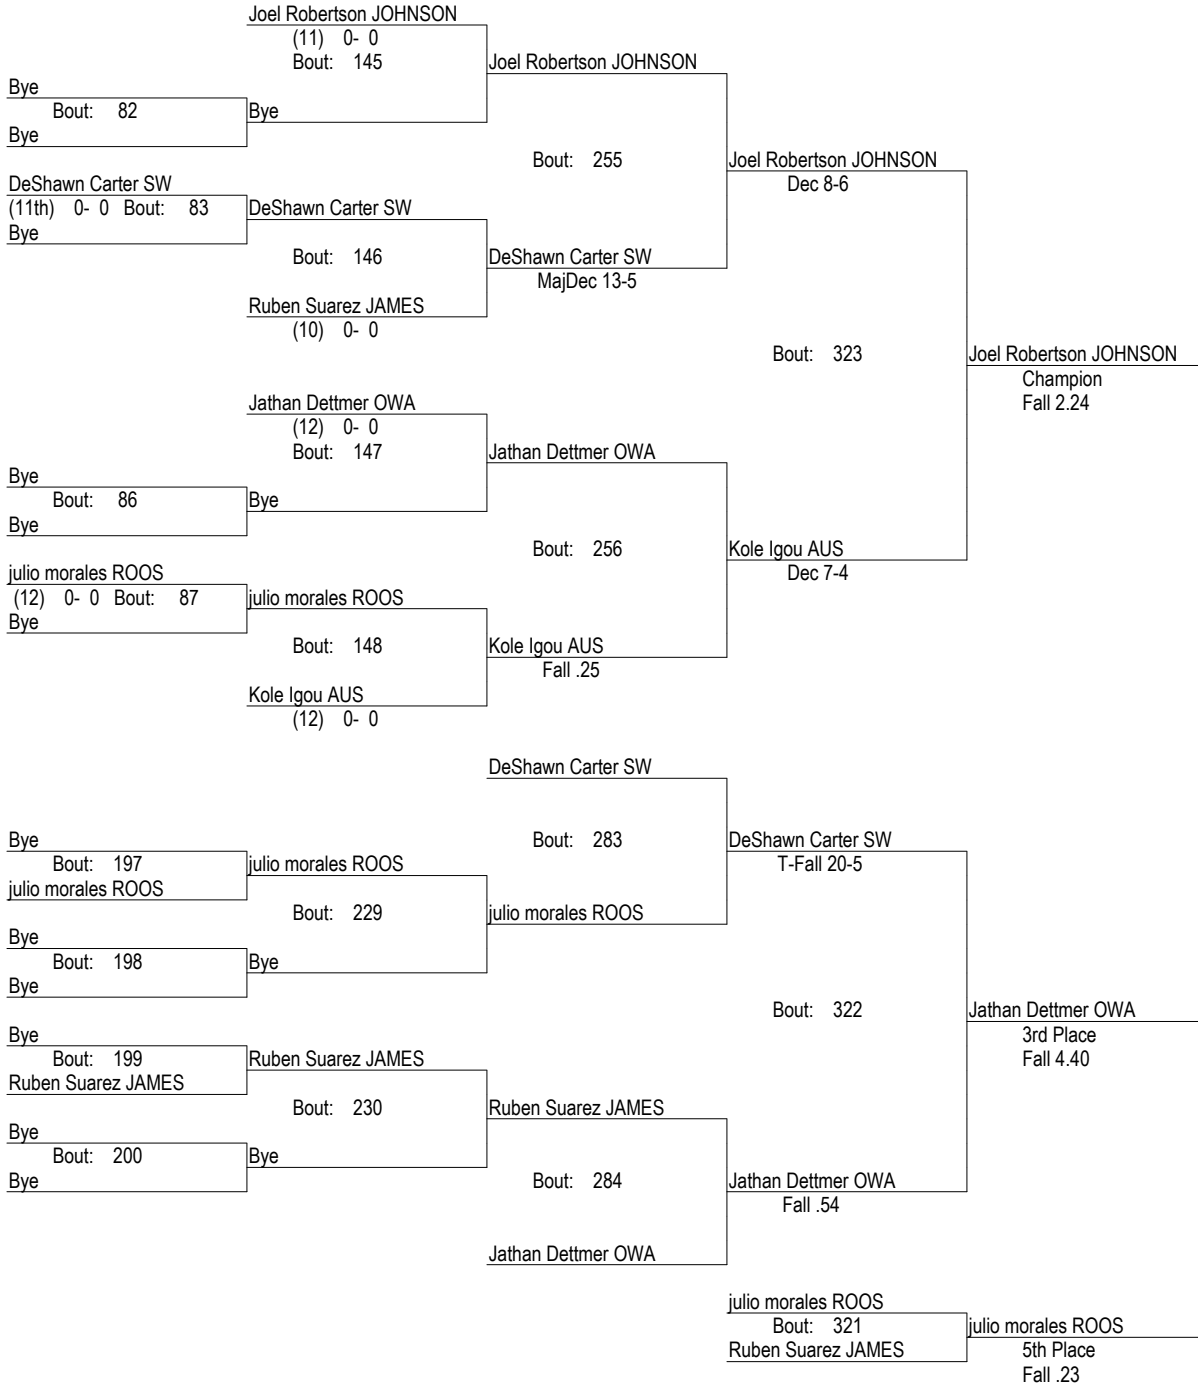 Joel Robertson JOHNSON
(11) 0- 0
Bout: 145
Joel Robertson JOHNSON
Bye
Bout: 82
Bye
Bye
Bout: 255
Joel Robertson JOHNSON
Dec 8-6
DeShawn Carter SW
(11th) 0- 0 Bout: 83
DeShawn Carter SW
Bye
Bout: 146
DeShawn Carter SW
MajDec 13-5
Ruben Suarez JAMES
(10) 0- 0
Bout: 323
Joel Robertson JOHNSON
Champion
Fall 2.24
Jathan Dettmer OWA
(12) 0- 0
Bout: 147
Jathan Dettmer OWA
Bye
Bout: 86
Bye
Bye
Bout: 256
Kole Igou AUS
Dec 7-4
julio morales ROOS
(12) 0- 0 Bout: 87
julio morales ROOS
Bye
Bout: 148
Kole Igou AUS
Fall .25
Kole Igou AUS
(12) 0- 0
DeShawn Carter SW
Bye
Bout: 283
DeShawn Carter SW
T-Fall 20-5
Bout: 197
julio morales ROOS
julio morales ROOS
Bout: 229
julio morales ROOS
Bye
Bout: 198
Bye
Bye
Bout: 322
Jathan Dettmer OWA
3rd Place
Fall 4.40
Bye
Bout: 199
Ruben Suarez JAMES
Ruben Suarez JAMES
Bout: 230
Ruben Suarez JAMES
Bye
Bout: 200
Bye
Bye
Bout: 284
Jathan Dettmer OWA
Fall .54
Jathan Dettmer OWA
julio morales ROOS
Bout: 321
julio morales ROOS
Ruben Suarez JAMES
5th Place
Fall .23